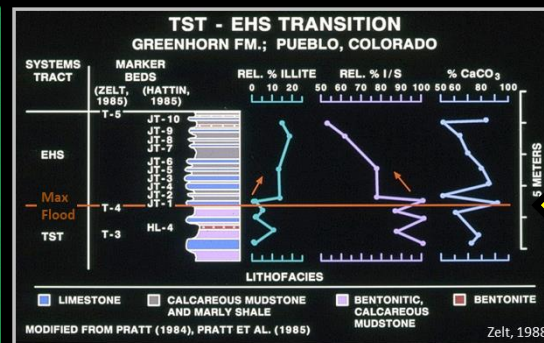 TST - EHS TRANSITION
GREENHORN FM.; PUEBLO, COLORADO
SYSTEMS TRACT
MARKER BEDS
(ZELT, 1985)
(HATTIN, 1985)
REL. % ILLITE
0 10 20
REL. % I/S
50 60 70 80 90 100
% CaCO3
50 60 80 100
T-5
JT-10
JT-9
JT-8
JT-7
EHS
JT-6
JT-5
JT-3
JT-4
JT-2
JT-1
Max Flood
T-4
TST
T-3
HL-4
5 METERS
LITHOFACIES
LIMESTONE
CALCAREOUS MUDSTONE AND MARLY SHALE
BENTONITIC, CALCAREOUS MUDSTONE
BENTONITE
MODIFIED FROM PRATT (1984), PRATT ET AL. (1985)
Zelt, 1988